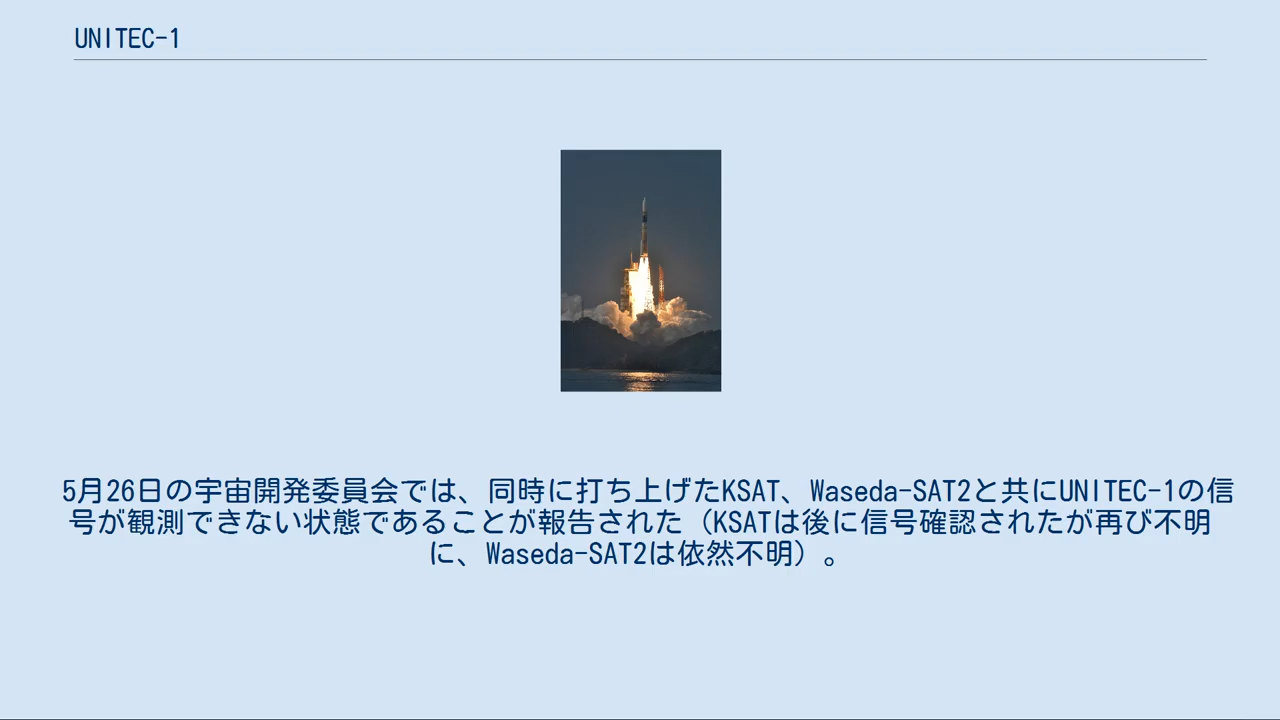 UNITEC-1
5月26日の宇宙開発委員会では、同時に打ち上げたKSAT、Waseda-SAT2と共にUNITEC-1の信
号が観測できない状態であることが報告された（KSATは後に信号確認されたが再び不明
に、Waseda-SAT2は依然不明）。